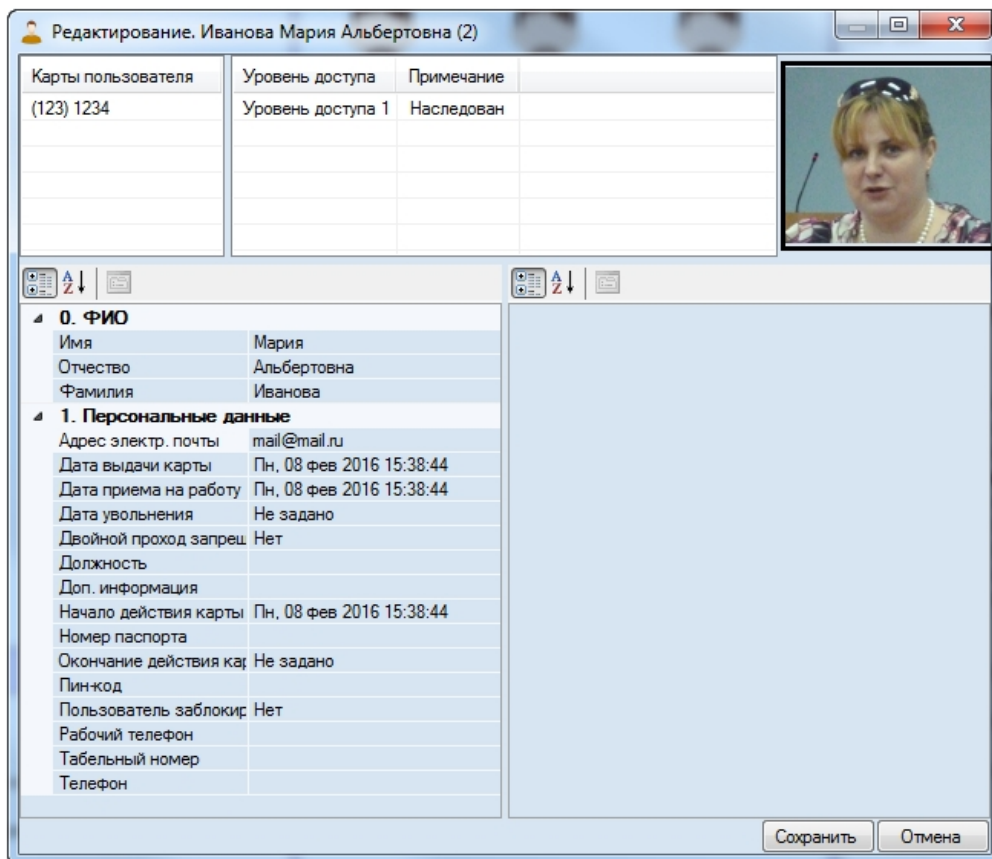 Редактирование. Иванова Мария Альбертовна (2)
Карты пользователя Уровень доступа Примечание
(123) 1234 Уровень доступа 1 Наследован
0. ФИО
Имя Мария
Отчество Альбертовна
Фамилия Иванова
1. Персональные данные
Адрес электр. почты mail@mail.ru
Дата выдачи карты Пн, 08 фев 2016 15:38:44
Дата приема на работу Пн, 08 фев 2016 15:38:44
Дата увольнения Не задано
Двойной проход запрещ Нет
Должность
Доп. информация
Начало действия карты Пн, 08 фев 2016 15:38:44
Номер паспорта
Окончание действия кар Не задано
Пин-код
Пользователь заблокир Нет
Рабочий телефон
Табельный номер
Телефон
Сохранить Отмена